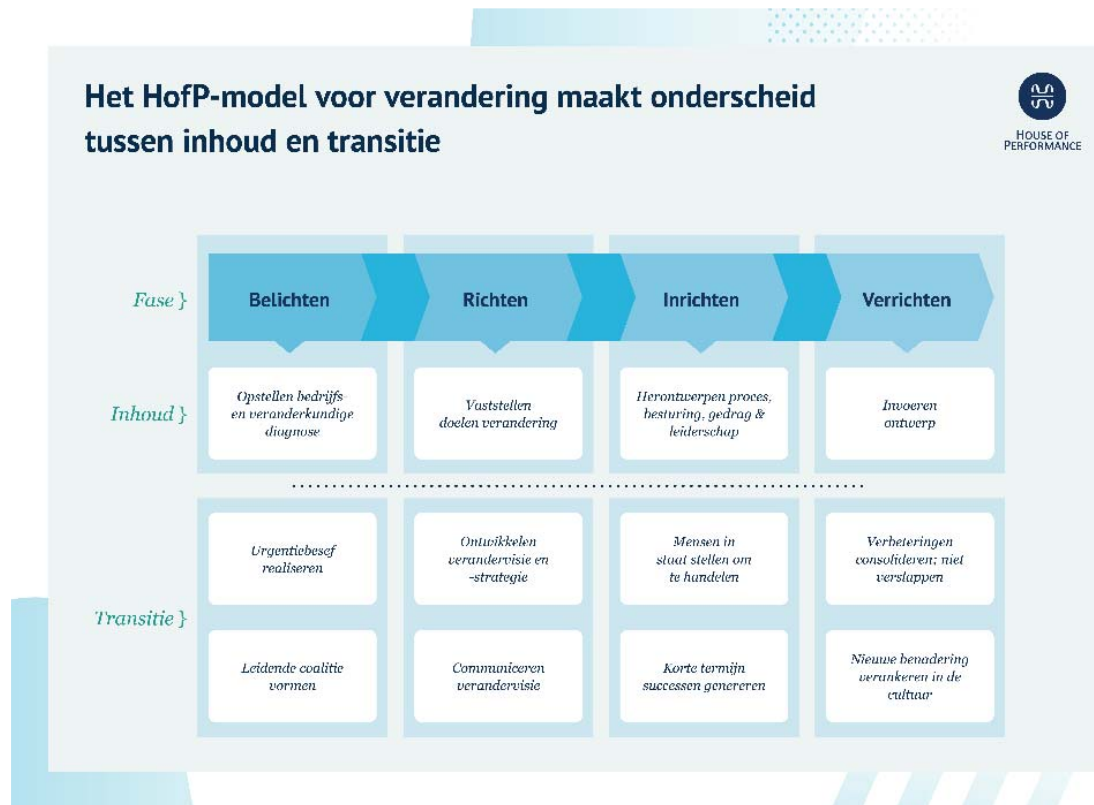 Het HofP-model voor verandering maakt onderscheid
tussen inhoud en transitie
HOUSE OF
PERFORMANCE
Fase }
Belichten
Richten
Inrichten
Verrichten
Inhoud }
Opstellen bedrijfs-
en veranderkundige
diagnose
Vaststellen
doelen verandering
Herontwerpen proces,
besturing, gedrag &
leiderschap
Invoeren
ontwerp
Transitie }
Urgentiebesef
realiseren
Ontwikkelen
verandervisie en
-strategie
Mensen in
staat stellen om
te handelen
Verbeteringen
consolideren; niet
verslappen
Leidende coalitie
vormen
Communiceren
verandervisie
Korte termijn
successen genereren
Nieuwe benadering
verankeren in de
cultuur